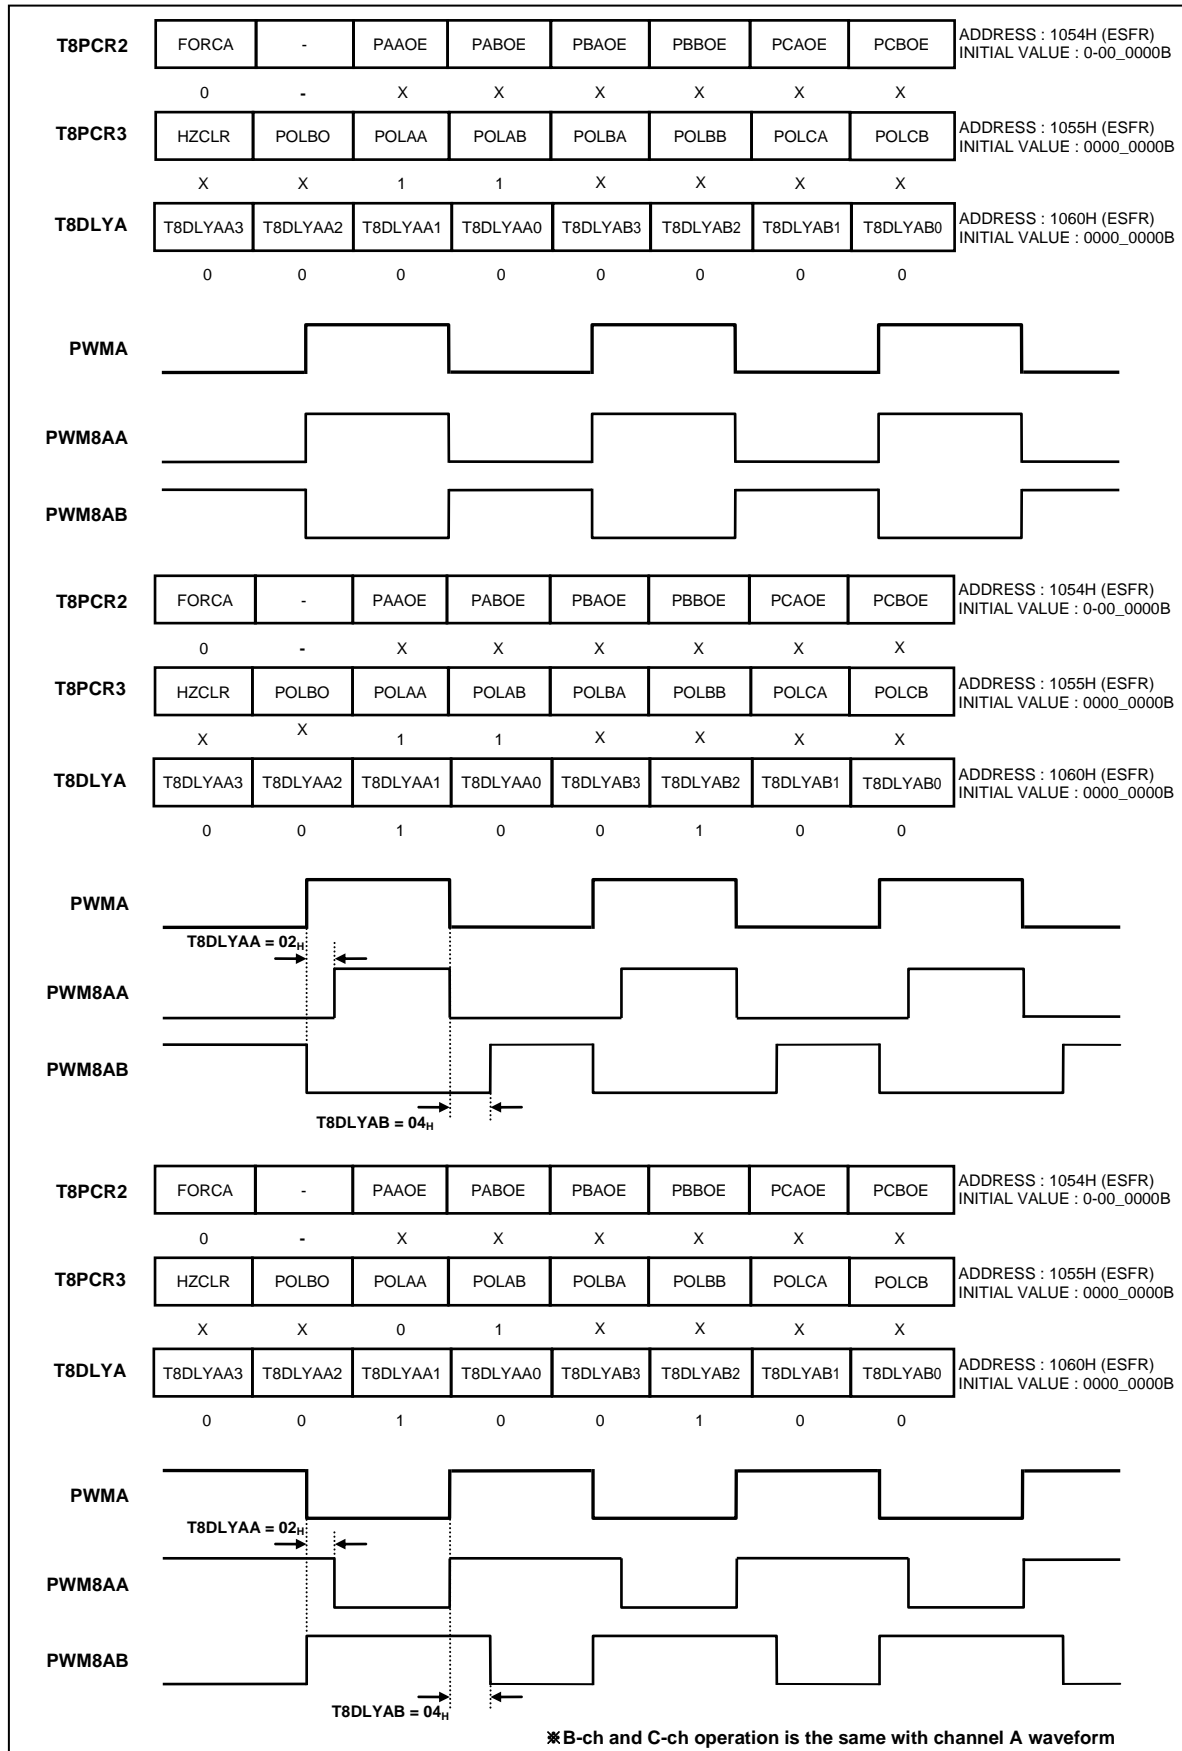 T8PCR2 FORCA - PAAOE PABOE PBAOE PBBOE PCAOE PCBOE ADDRESS : 1054H (ESFR)
INITIAL VALUE : 0-00_0000B
0 - X X X X X X
T8PCR3 HZCLR POLBO POLAA POLAB POLBA POLBB POLCA POLCB ADDRESS : 1055H (ESFR)
INITIAL VALUE : 0000_0000B
X X 1 1 X X X X
T8DLYA T8DLYAA3 T8DLYAA2 T8DLYAA1 T8DLYAA0 T8DLYAB3 T8DLYAB2 T8DLYAB1 T8DLYAB0 ADDRESS : 1060H (ESFR)
INITIAL VALUE : 0000_0000B
0 0 0 0 0 0 0 0
PWMA
PWM8AA
PWM8AB
T8PCR2 FORCA - PAAOE PABOE PBAOE PBBOE PCAOE PCBOE ADDRESS : 1054H (ESFR)
INITIAL VALUE : 0-00_0000B
0 - X X X X X X
T8PCR3 HZCLR POLBO POLAA POLAB POLBA POLBB POLCA POLCB ADDRESS : 1055H (ESFR)
INITIAL VALUE : 0000_0000B
X X 1 1 X X X X
T8DLYA T8DLYAA3 T8DLYAA2 T8DLYAA1 T8DLYAA0 T8DLYAB3 T8DLYAB2 T8DLYAB1 T8DLYAB0 ADDRESS : 1060H (ESFR)
INITIAL VALUE : 0000_0000B
0 0 1 0 0 1 0 0
PWMA
T8DLYAA = 02H
PWM8AA
PWM8AB
T8DLYAB = 04H
T8PCR2 FORCA - PAAOE PABOE PBAOE PBBOE PCAOE PCBOE ADDRESS : 1054H (ESFR)
INITIAL VALUE : 0-00_0000B
0 - X X X X X X
T8PCR3 HZCLR POLBO POLAA POLAB POLBA POLBB POLCA POLCB ADDRESS : 1055H (ESFR)
INITIAL VALUE : 0000_0000B
X X 0 1 X X X X
T8DLYA T8DLYAA3 T8DLYAA2 T8DLYAA1 T8DLYAA0 T8DLYAB3 T8DLYAB2 T8DLYAB1 T8DLYAB0 ADDRESS : 1060H (ESFR)
INITIAL VALUE : 0000_0000B
0 0 1 0 0 1 0 0
PWMA
T8DLYAA = 02H
PWM8AA
PWM8AB
T8DLYAB = 04H
※B-ch and C-ch operation is the same with channel A waveform